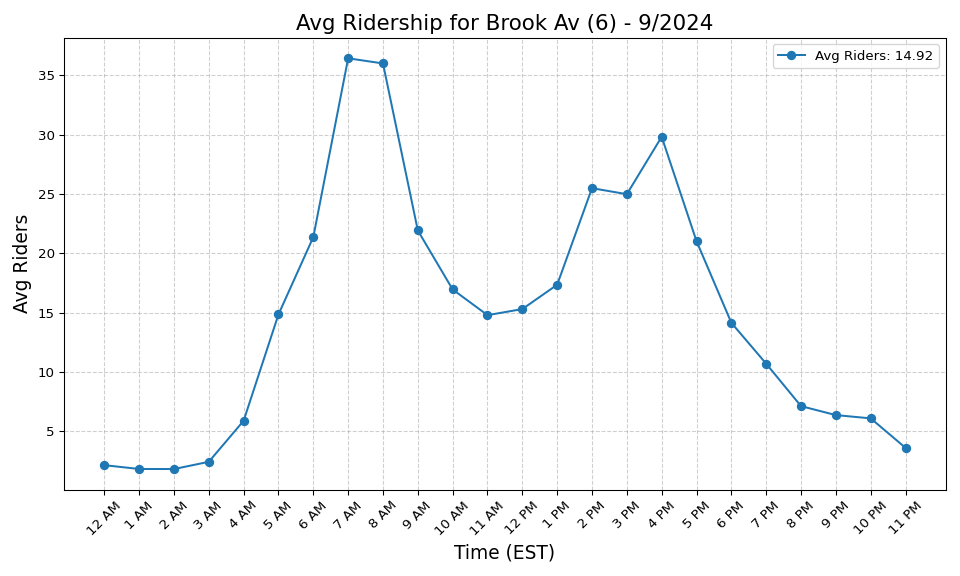 Avg Ridership for Brook Av (6) - 9/2024
Avg Riders: 14.92
Avg Riders
35
30
25
20
15
10
5
12 AM
1 AM
2 AM
3 AM
4 AM
5 AM
6 AM
7 AM
8 AM
9 AM
10 AM
11 AM
12 PM
1 PM
2 PM
3 PM
4 PM
5 PM
6 PM
7 PM
8 PM
9 PM
10 PM
11 PM
Time (EST)